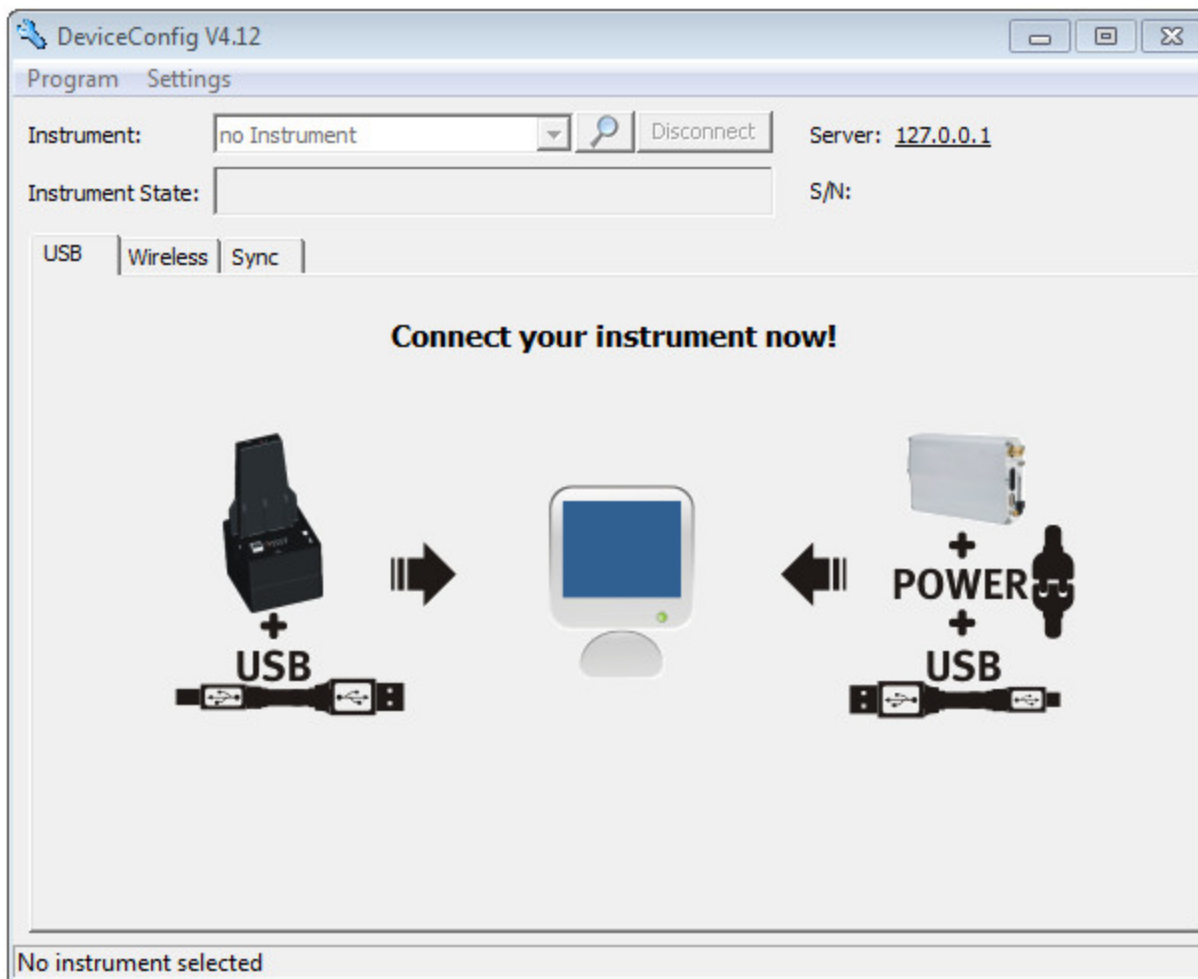 DeviceConfig V4.12
Program Settings
Instrument: no Instrument Disconnect Server: 127.0.0.1
Instrument State: S/N:
USB Wireless Sync
Connect your instrument now!
+
POWER
+ +
USB USB
No instrument selected